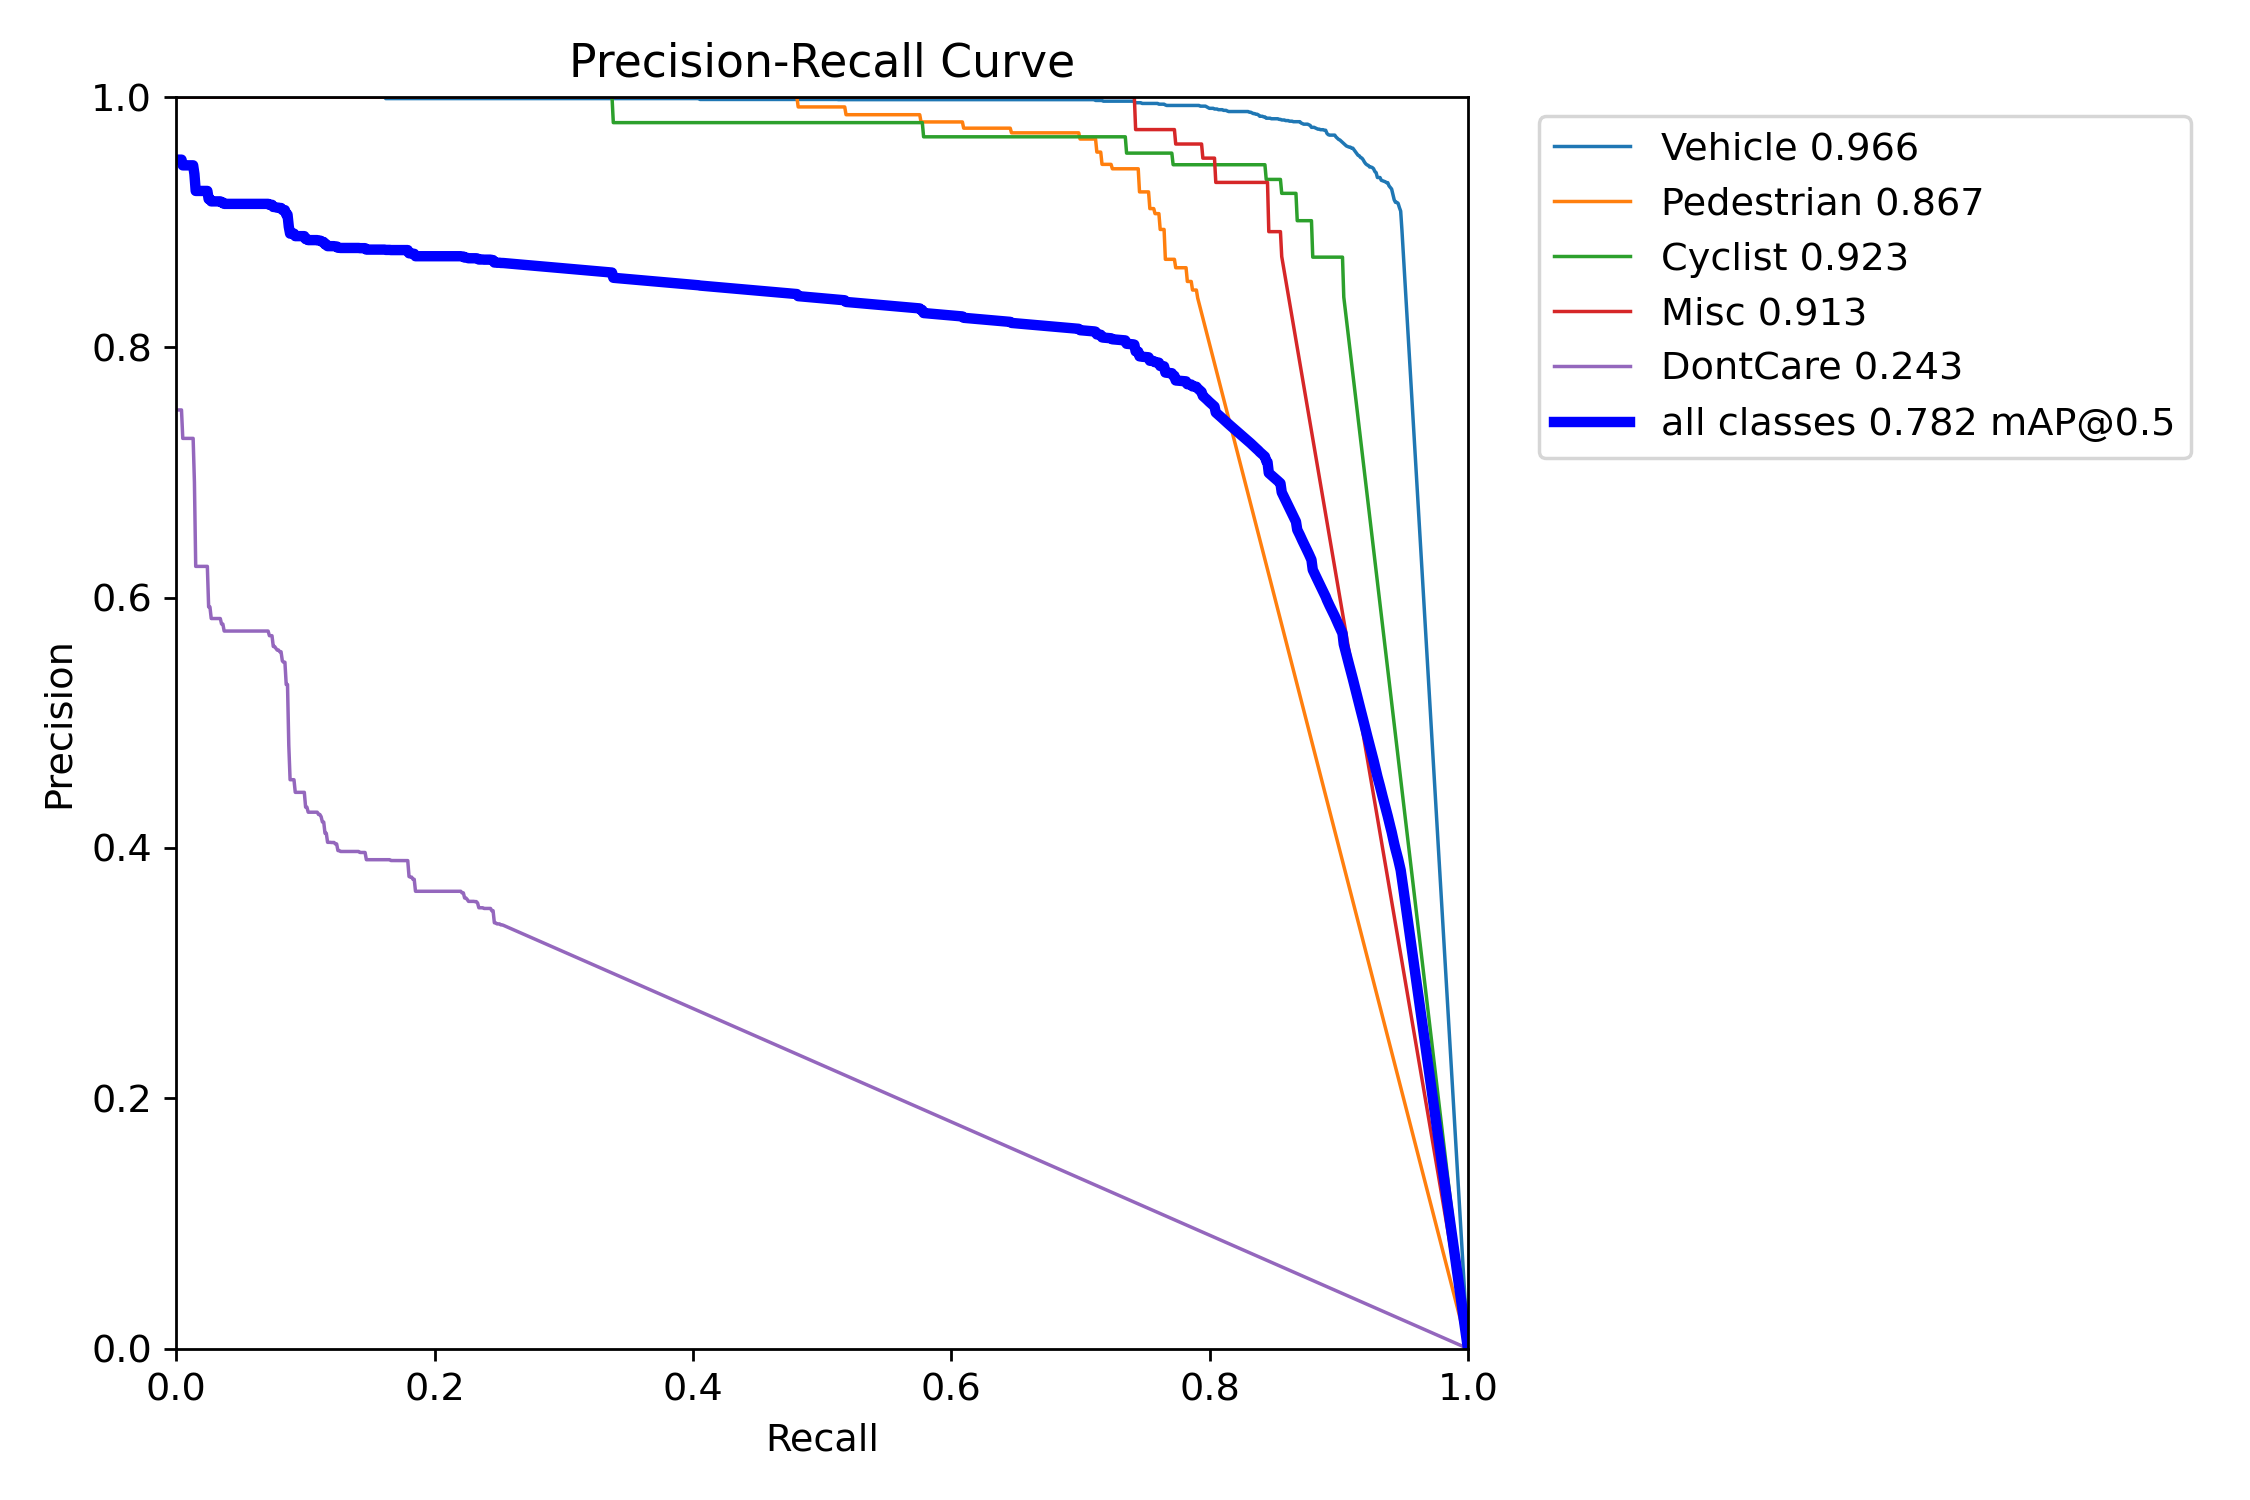 Precision-Recall Curve
1.0
0.8
0.6
0.4
0.2
0.0
Precision
0.0 0.2 0.4 0.6 0.8 1.0
Recall
Vehicle 0.966
Pedestrian 0.867
Cyclist 0.923
Misc 0.913
DontCare 0.243
all classes 0.782 mAP@0.5